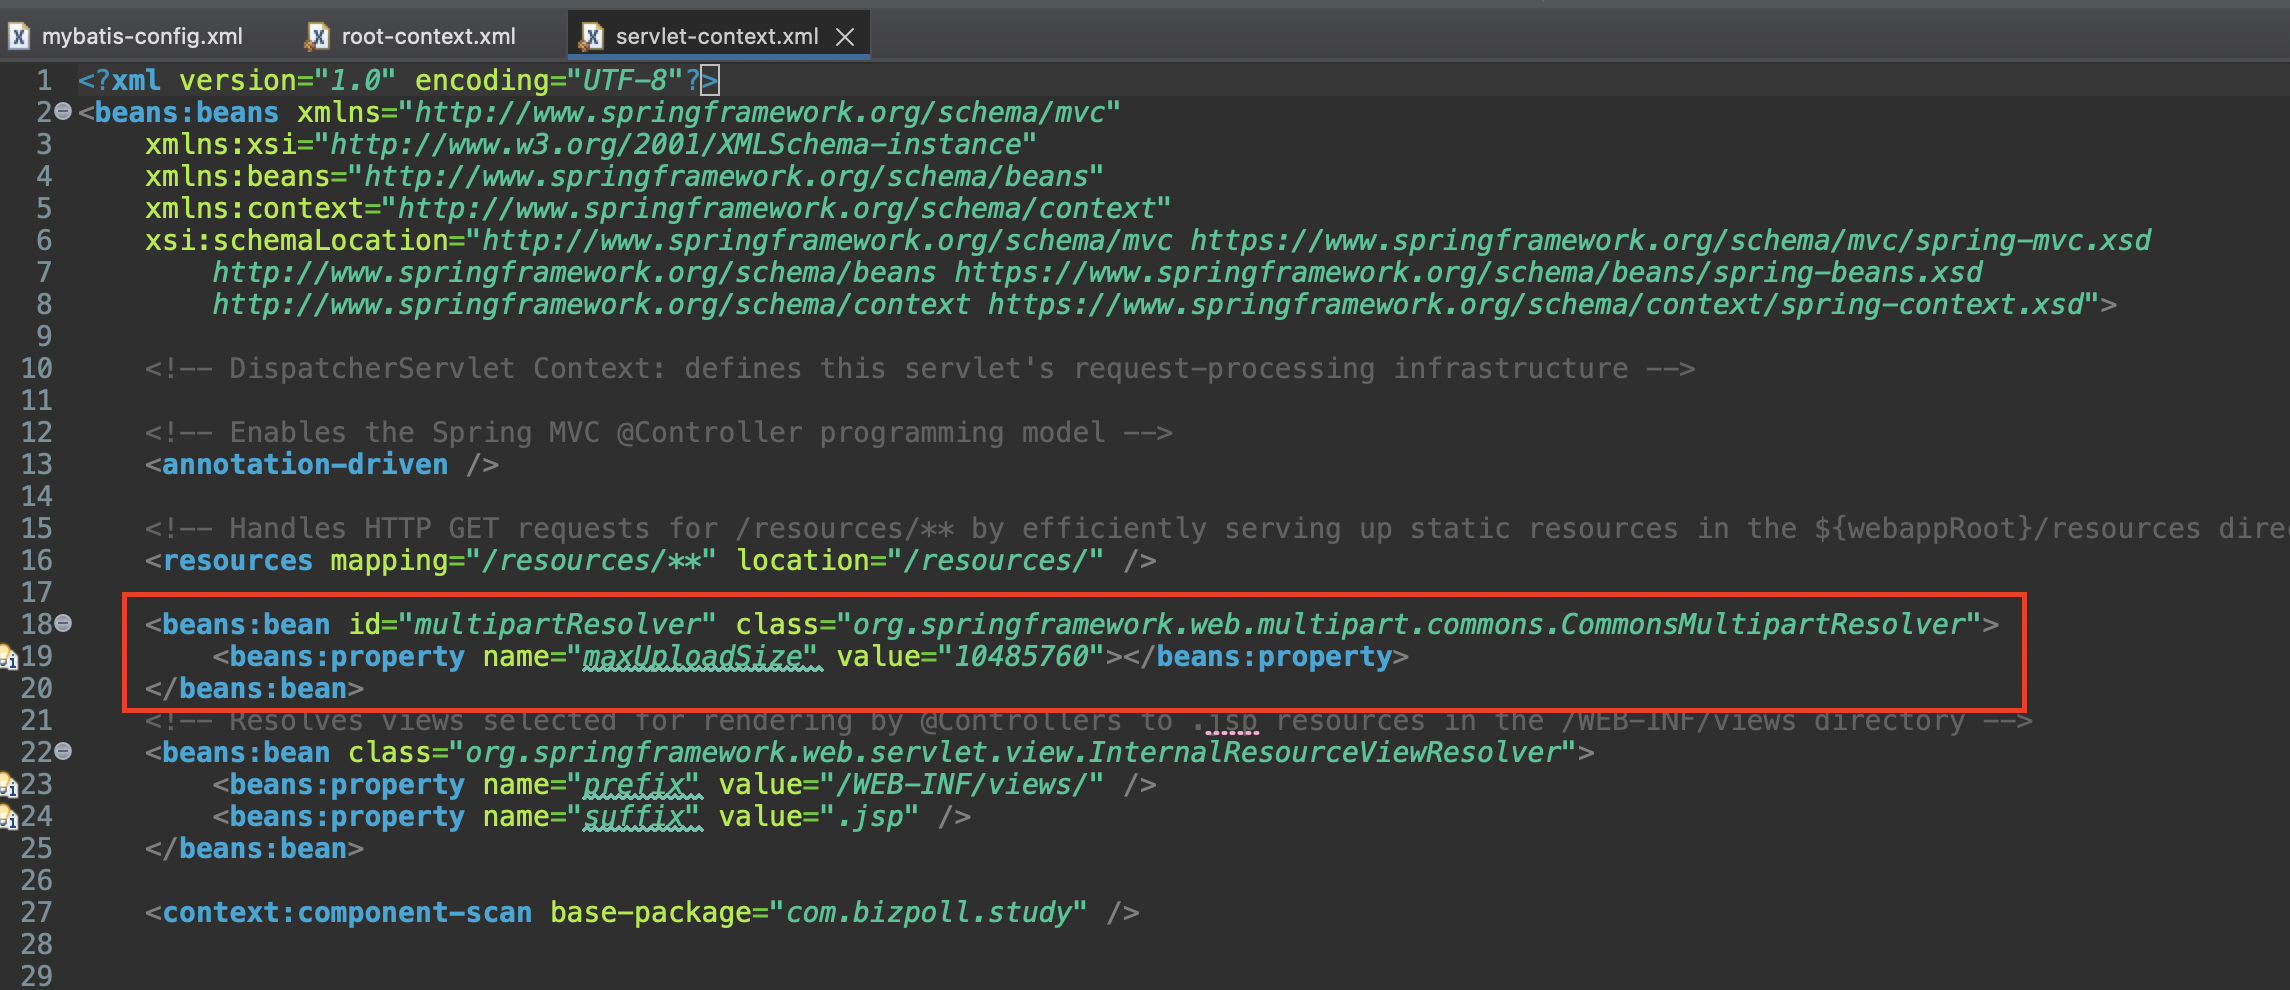 mybatis-config.xml
root-context.xml
servlet-context.xml
1 <?xml version="1.0" encoding="UTF-8"?>
2 <beans:beans xmlns="http://www.springframework.org/schema/mvc"
3 xmlns:xsi="http://www.w3.org/2001/XMLSchema-instance"
4 xmlns:beans="http://www.springframework.org/schema/beans"
5 xmlns:context="http://www.springframework.org/schema/context"
6 xsi:schemaLocation="http://www.springframework.org/schema/mvc https://www.springframework.org/schema/mvc/spring-mvc.xsd
7 http://www.springframework.org/schema/beans https://www.springframework.org/schema/beans/spring-beans.xsd
8 http://www.springframework.org/schema/context https://www.springframework.org/schema/context/spring-context.xsd">
9
10 <!-- DispatcherServlet Context: defines this servlet's request-processing infrastructure -->
11
12 <!-- Enables the Spring MVC @Controller programming model -->
13 <annotation-driven />
14
15 <!-- Handles HTTP GET requests for /resources/** by efficiently serving up static resources in the ${webappRoot}/resources dire
16 <resources mapping="/resources/**" location="/resources/" />
17
18 <beans:bean id="multipartResolver" class="org.springframework.web.multipart.commons.CommonsMultipartResolver">
19 <beans:property name="maxUploadSize" value="10485760"></beans:property>
20 </beans:bean>
21 <!-- Resolves views selected for rendering by @Controllers to .jsp resources in the /WEB-INF/views directory -->
22 <beans:bean class="org.springframework.web.servlet.view.InternalResourceViewResolver">
23 <beans:property name="prefix" value="/WEB-INF/views/" />
24 <beans:property name="suffix" value=".jsp" />
25 </beans:bean>
26
27 <context:component-scan base-package="com.bizpoll.study" />
28
29